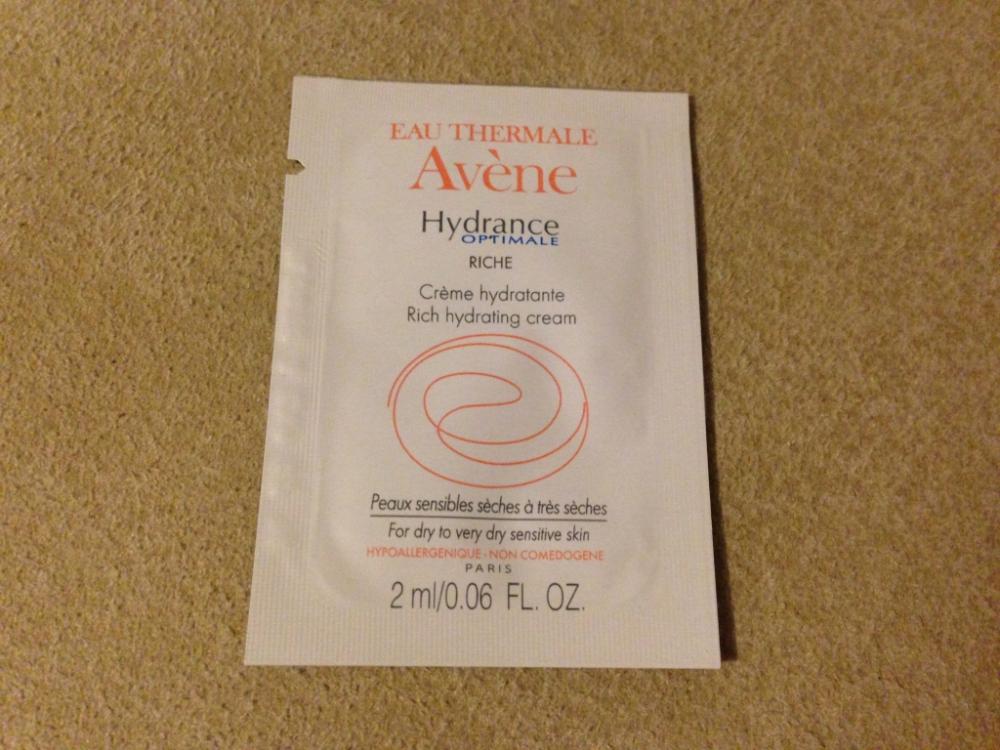 EAU THERMALE
Avène
Hydrance
OPTIMALE
RICHE
Crème hydratante
Rich hydrating cream
Peaux sensibles sèches à très sèches
For dry to very dry sensitive skin
HYPOALLERGENIQUE - NON COMEDOGENE
PARIS
2 ml/0.06 FL. OZ.